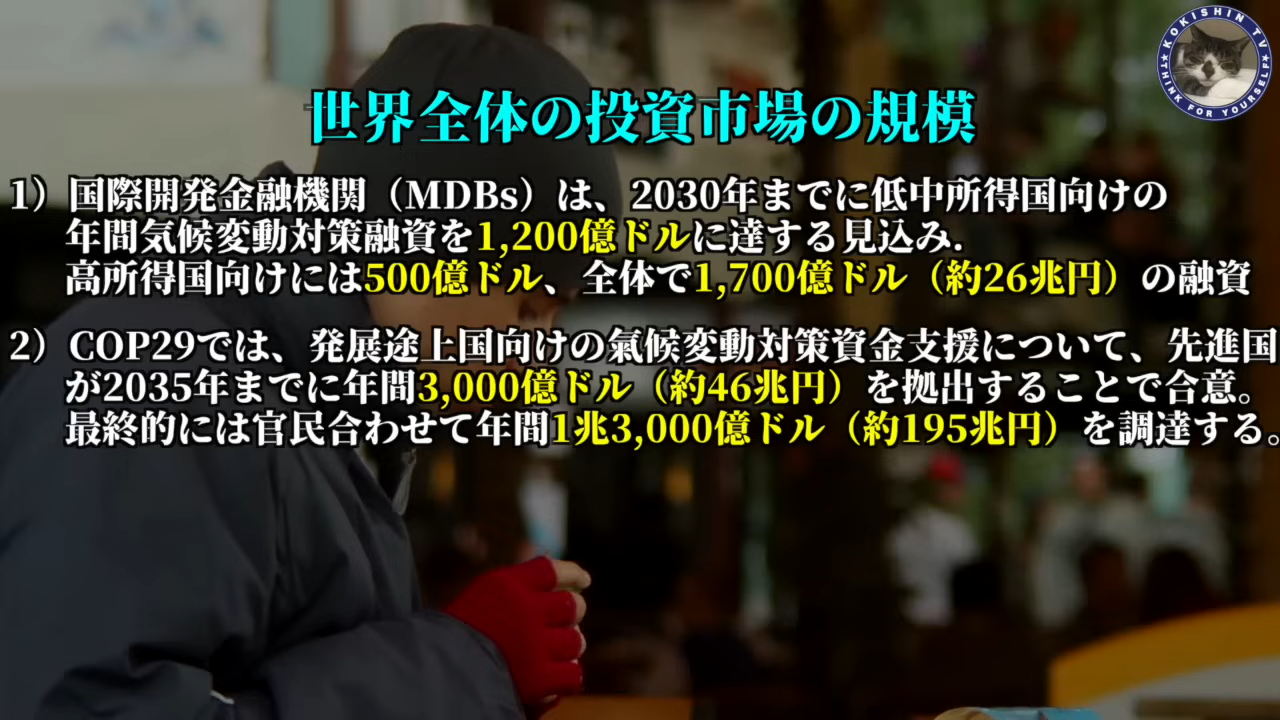 KOKISHIN TV
THINK FOR YOURSELF
世界全体の投資市場の規模
1）国際開発金融機関（MDBs）は、2030年までに低中所得国向けの
年間気候変動対策融資を1,200億ドルに達する見込み.
高所得国向けには500億ドル、全体で1,700億ドル（約26兆円）の融資
2）COP29では、発展途上国向けの氣候変動対策資金支援について、先進国
が2035年までに年間3,000億ドル（約46兆円）を拠出することで合意。
最終的には官民合わせて年間1兆3,000億ドル（約195兆円）を調達する。